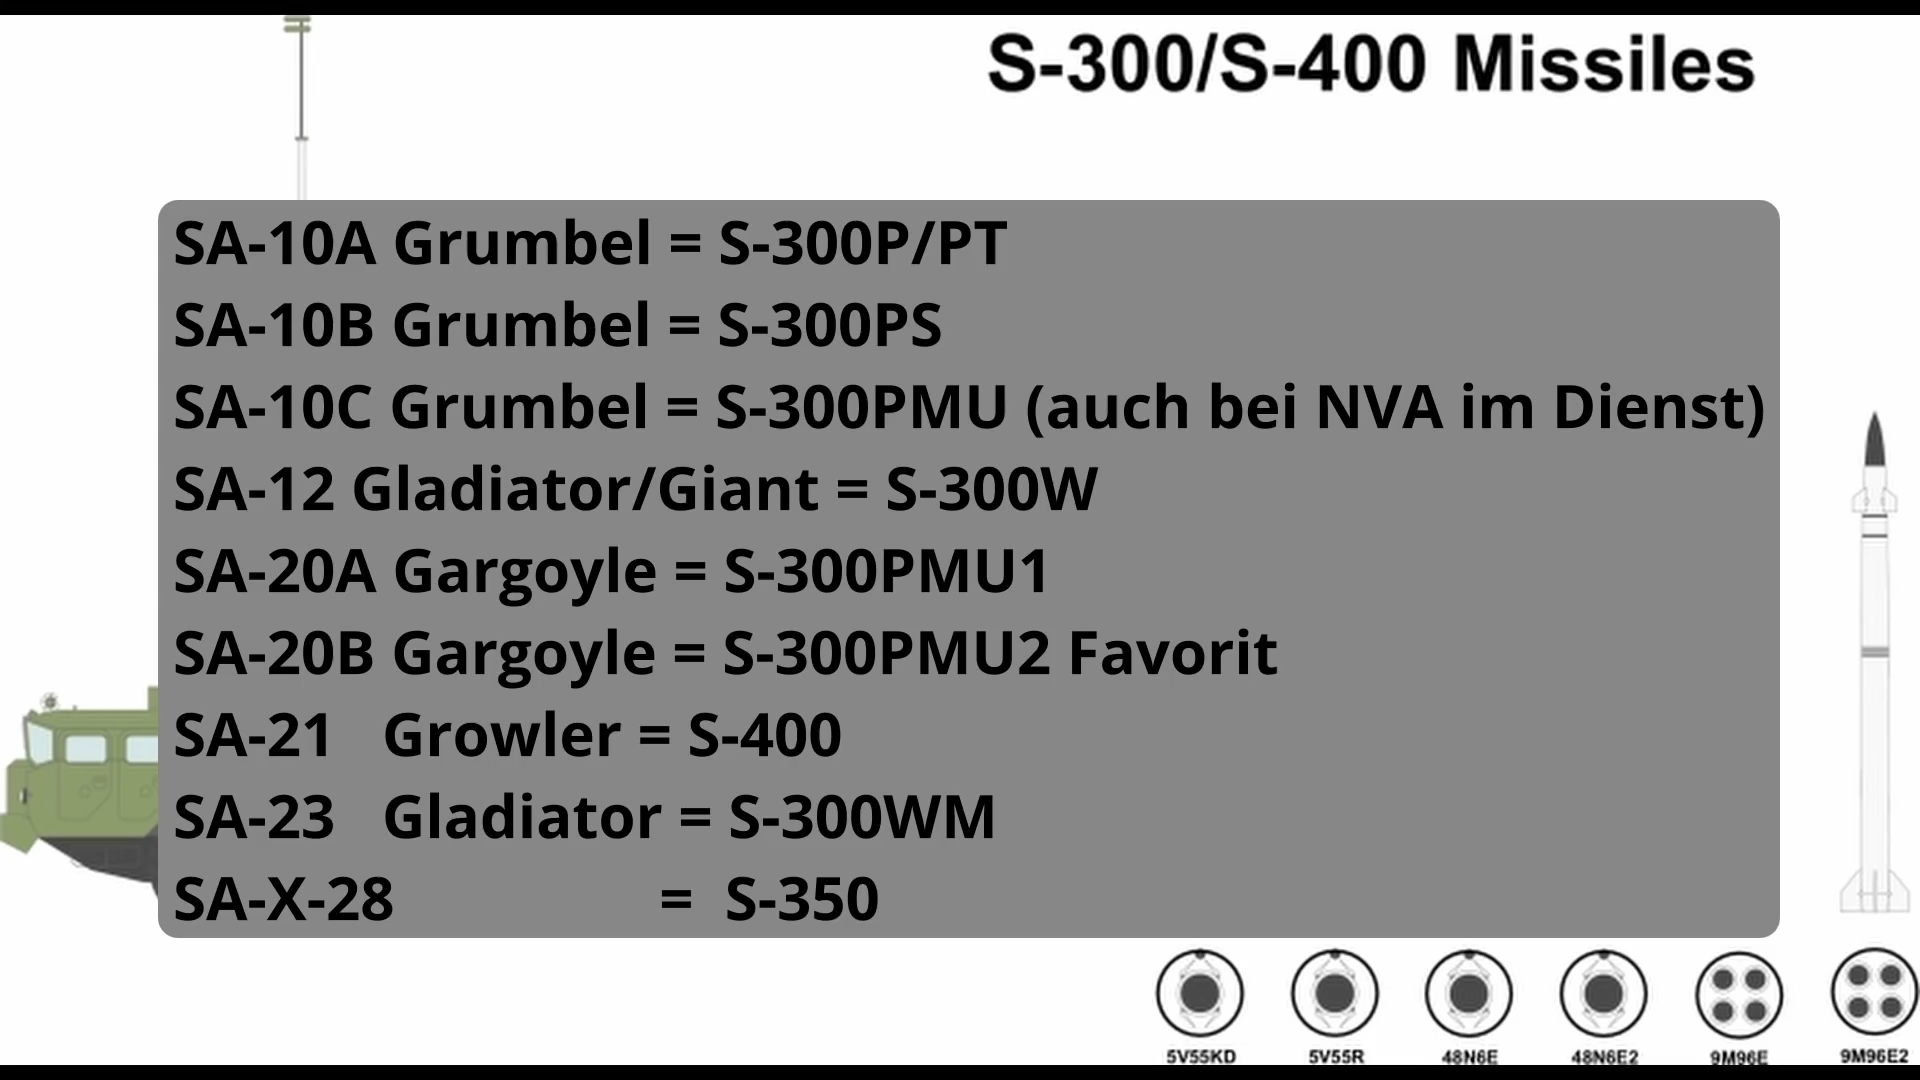 S-300/S-400 Missiles
SA-10A Grumbel = S-300P/PT
SA-10B Grumbel = S-300PS
SA-10C Grumbel = S-300PMU (auch bei NVA im Dienst)
SA-12 Gladiator/Giant = S-300W
SA-20A Gargoyle = S-300PMU1
SA-20B Gargoyle = S-300PMU2 Favorit
SA-21 Growler = S-400
SA-23 Gladiator = S-300WM
SA-X-28 = S-350
5V55KD 5V55R 48N6E 48N6E2 9M96E 9M96E2